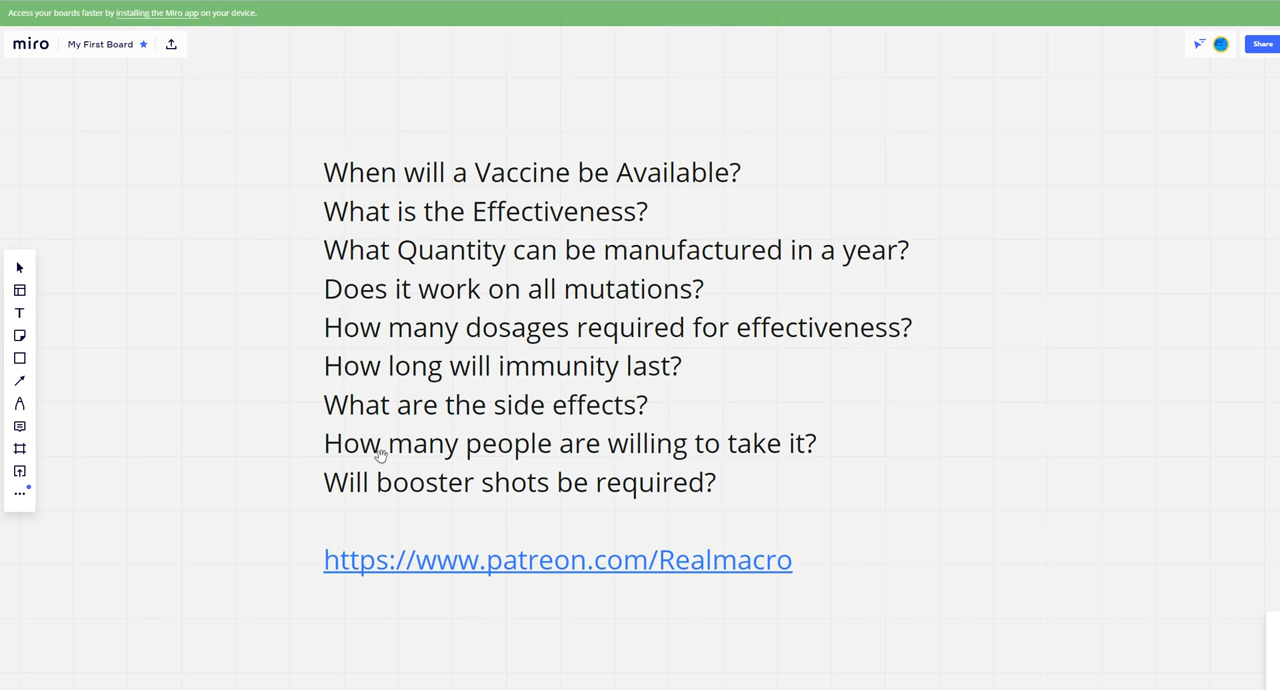 Access your boards faster by installing the Miro app on your device.
miro My First Board Share
When will a Vaccine be Available?
What is the Effectiveness?
What Quantity can be manufactured in a year?
Does it work on all mutations?
How many dosages required for effectiveness?
How long will immunity last?
What are the side effects?
How many people are willing to take it?
Will booster shots be required?
https://www.patreon.com/Realmacro